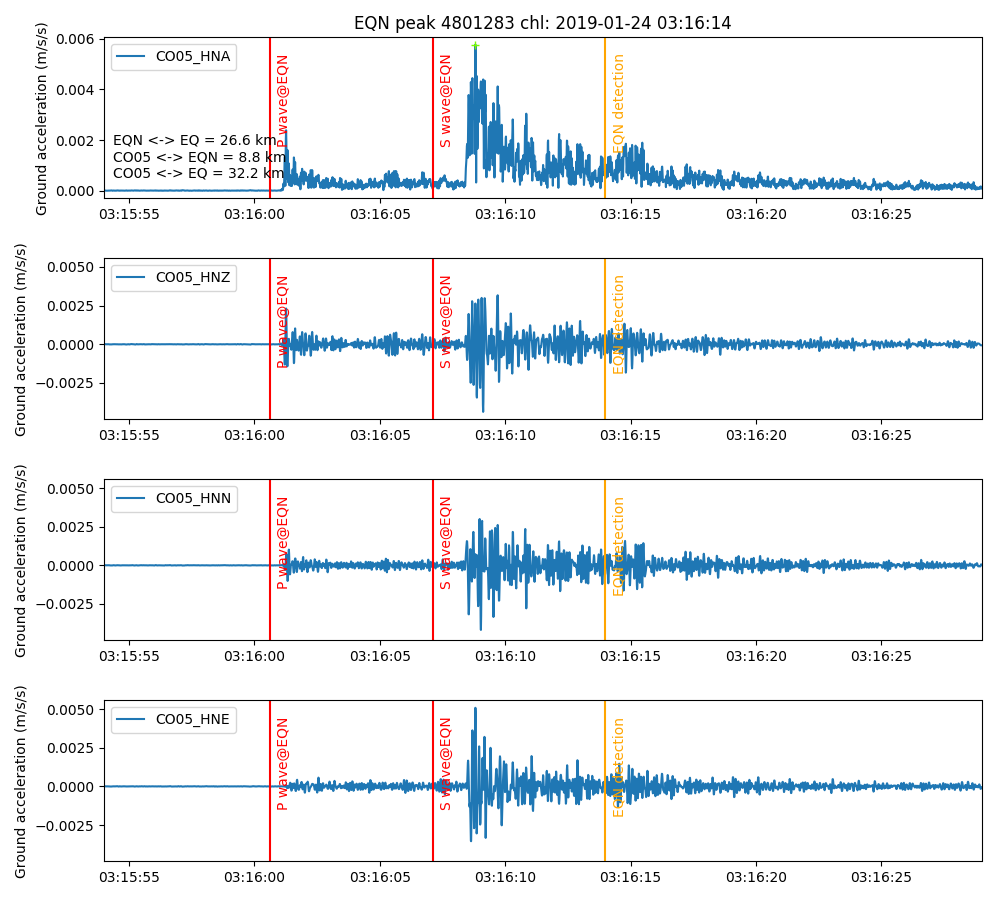 EQN peak 4801283 chl: 2019-01-24 03:16:14
Ground acceleration (m/s/s)
0.006
0.004
0.002
0.000
CO05_HNA
P wave@EQN
S wave@EQN
EQN detection
EQN <-> EQ = 26.6 km
CO05 <-> EQN = 8.8 km
CO05 <-> EQ = 32.2 km
03:15:55 03:16:00 03:16:05 03:16:10 03:16:15 03:16:20 03:16:25
Ground acceleration (m/s/s)
0.0050
0.0025
0.0000
−0.0025
CO05_HNZ
P wave@EQN
S wave@EQN
EQN detection
03:15:55 03:16:00 03:16:05 03:16:10 03:16:15 03:16:20 03:16:25
Ground acceleration (m/s/s)
0.0050
0.0025
0.0000
−0.0025
CO05_HNN
P wave@EQN
S wave@EQN
EQN detection
03:15:55 03:16:00 03:16:05 03:16:10 03:16:15 03:16:20 03:16:25
Ground acceleration (m/s/s)
0.0050
0.0025
0.0000
−0.0025
CO05_HNE
P wave@EQN
S wave@EQN
EQN detection
03:15:55 03:16:00 03:16:05 03:16:10 03:16:15 03:16:20 03:16:25